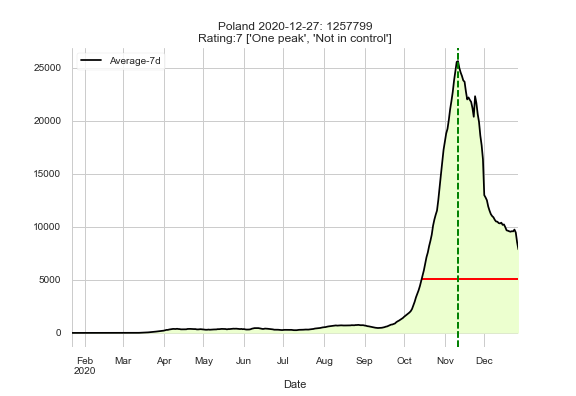 Poland 2020-12-27: 1257799
Rating:7 ['One peak', 'Not in control']
Average-7d
25000
20000
15000
10000
5000
0
Feb Mar Apr May Jun Jul Aug Sep Oct Nov Dec
2020
Date